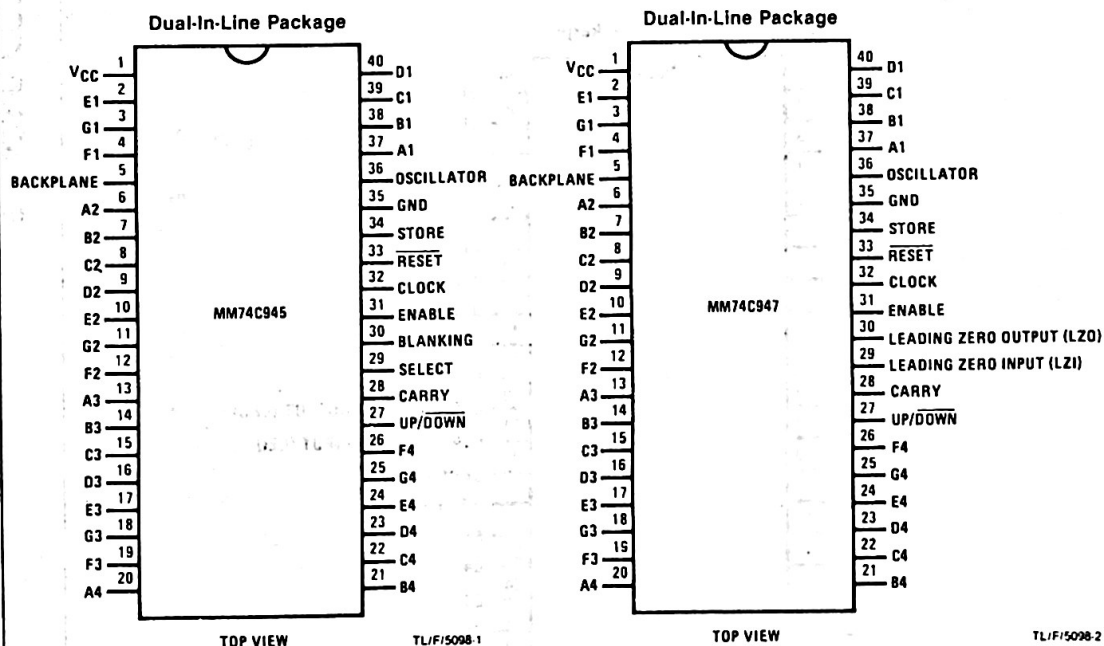 Dual-In-Line Package
VCC 1
E1 2
G1 3
F1 4
BACKPLANE 5
A2 6
B2 7
C2 8
D2 9
E2 10
G2 11
F2 12
A3 13
B3 14
C3 15
D3 16
E3 17
G3 18
F3 19
A4 20
MM74C945
40 D1
39 C1
38 B1
37 A1
36 OSCILLATOR
35 GND
34 STORE
33 RESET
32 CLOCK
31 ENABLE
30 BLANKING
29 SELECT
28 CARRY
27 UP/DOWN
26 F4
25 G4
24 E4
23 D4
22 C4
21 B4
TOP VIEW
TL/F/5098-1
Dual-In-Line Package
VCC 1
E1 2
G1 3
F1 4
BACKPLANE 5
A2 6
B2 7
C2 8
D2 9
E2 10
G2 11
F2 12
A3 13
B3 14
C3 15
D3 16
E3 17
G3 18
F3 19
A4 20
MM74C947
40 D1
39 C1
38 B1
37 A1
36 OSCILLATOR
35 GND
34 STORE
33 RESET
32 CLOCK
31 ENABLE
30 LEADING ZERO OUTPUT (LZO)
29 LEADING ZERO INPUT (LZI)
28 CARRY
27 UP/DOWN
26 F4
25 G4
24 E4
23 D4
22 C4
21 B4
TOP VIEW
TL/F/5098-2